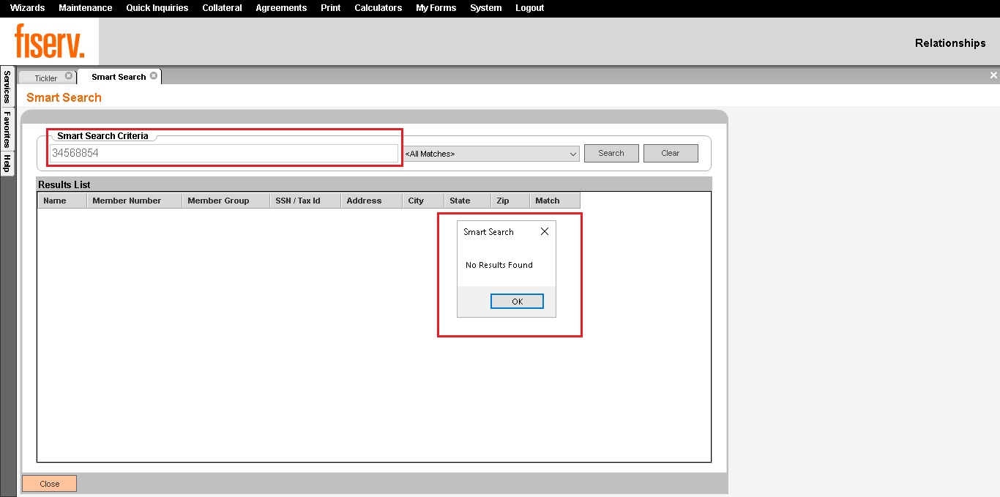 Wizards Maintenance Quick Inquiries Collateral Agreements Print Calculators My Forms System Logout
fiserv.
Relationships
Services
Favorites
Help
Tickler
Smart Search
Smart Search
Smart Search Criteria
34568854
<All Matches>
Search
Clear
Results List
Name Member Number Member Group SSN / Tax Id Address City State Zip Match
Smart Search
No Results Found
OK
Close